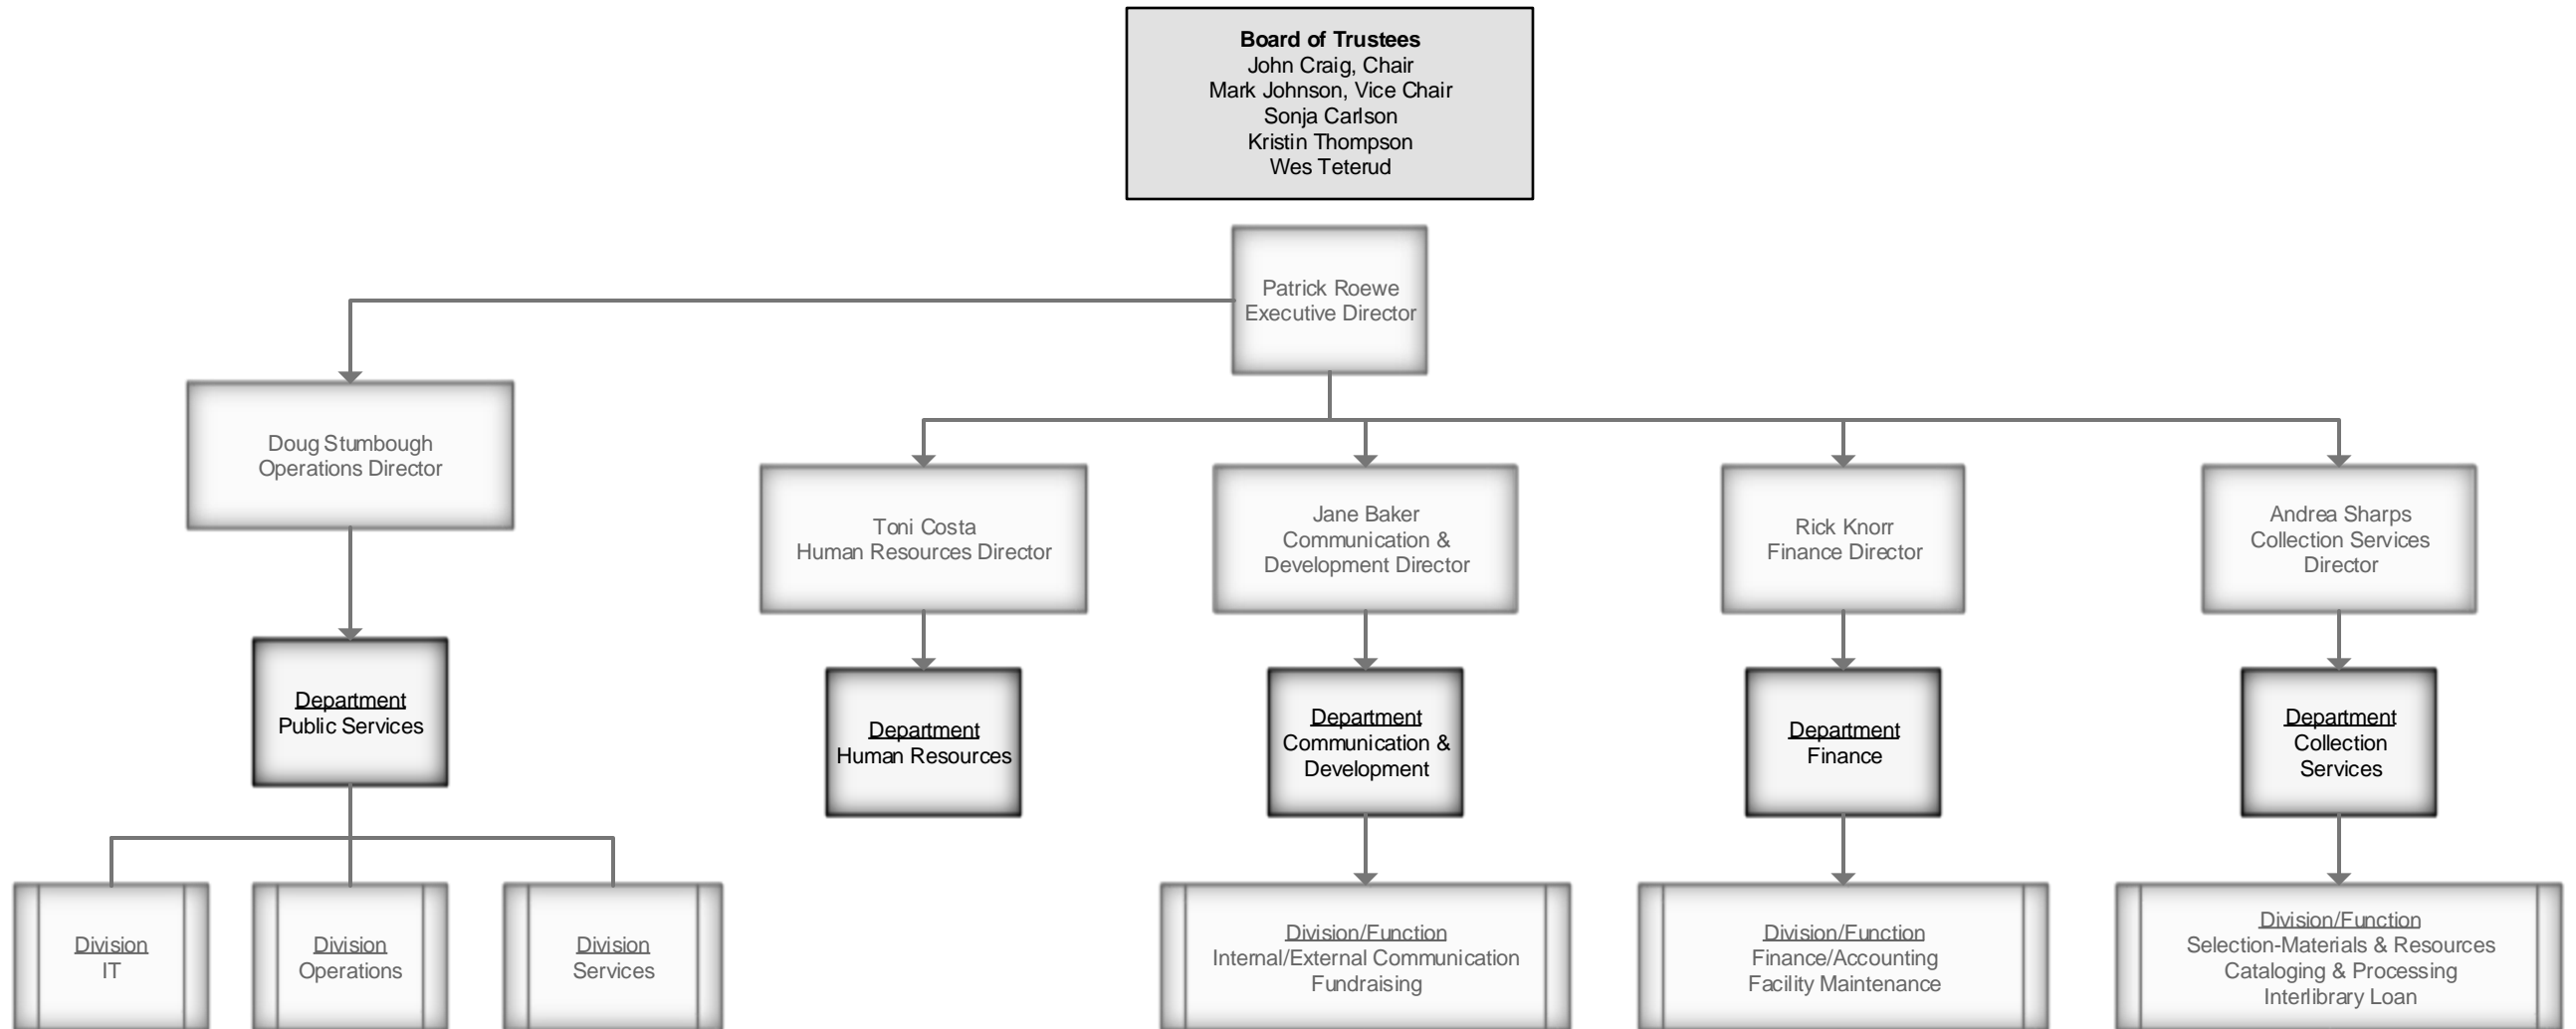 Board of Trustees
John Craig, Chair
Mark Johnson, Vice Chair
Sonja Carlson
Kristin Thompson
Wes Teterud
Patrick Roewe
Executive Director
Doug Stumbough
Operations Director
Toni Costa
Human Resources Director
Jane Baker
Communication &
Development Director
Rick Knorr
Finance Director
Andrea Sharps
Collection Services
Director
Department
Public Services
Department
Human Resources
Department
Communication &
Development
Department
Finance
Department
Collection
Services
Division
IT
Division
Operations
Division
Services
Division/Function
Internal/External Communication
Fundraising
Division/Function
Finance/Accounting
Facility Maintenance
Division/Function
Selection-Materials & Resources
Cataloging & Processing
Interlibrary Loan